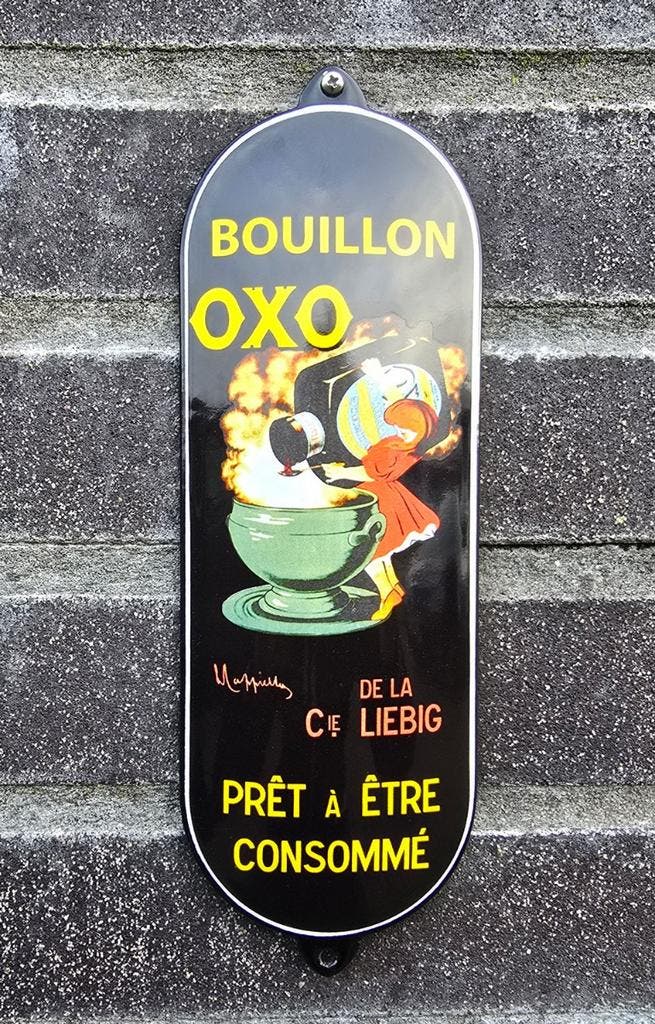 BOUILLON
OXO
DE LA
CIE LIEBIG
PRÊT À ÊTRE
CONSOMMÉ